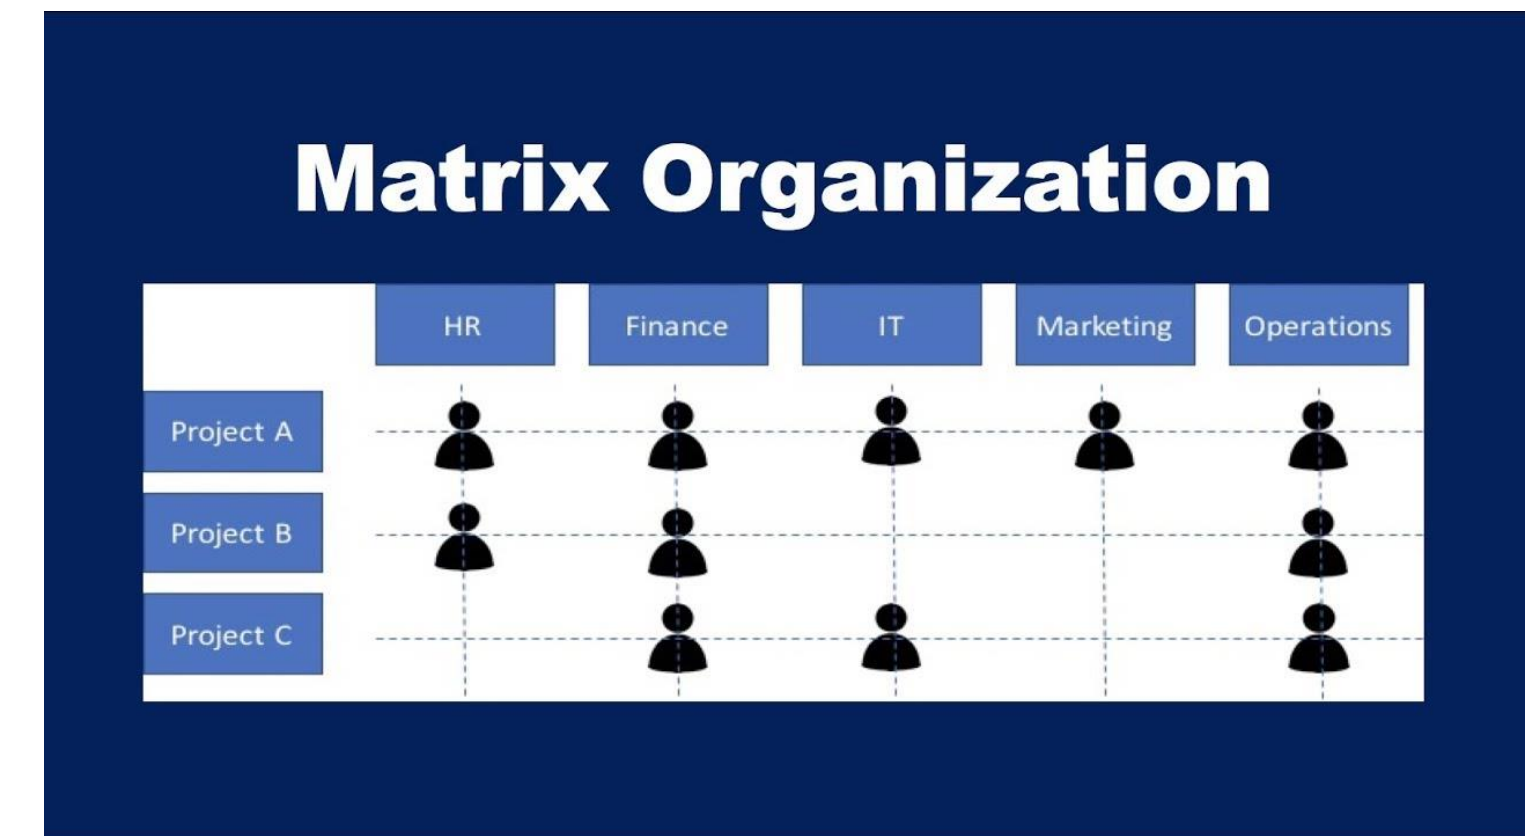 Matrix Organization
HR Finance IT Marketing Operations
Project A
Project B
Project C